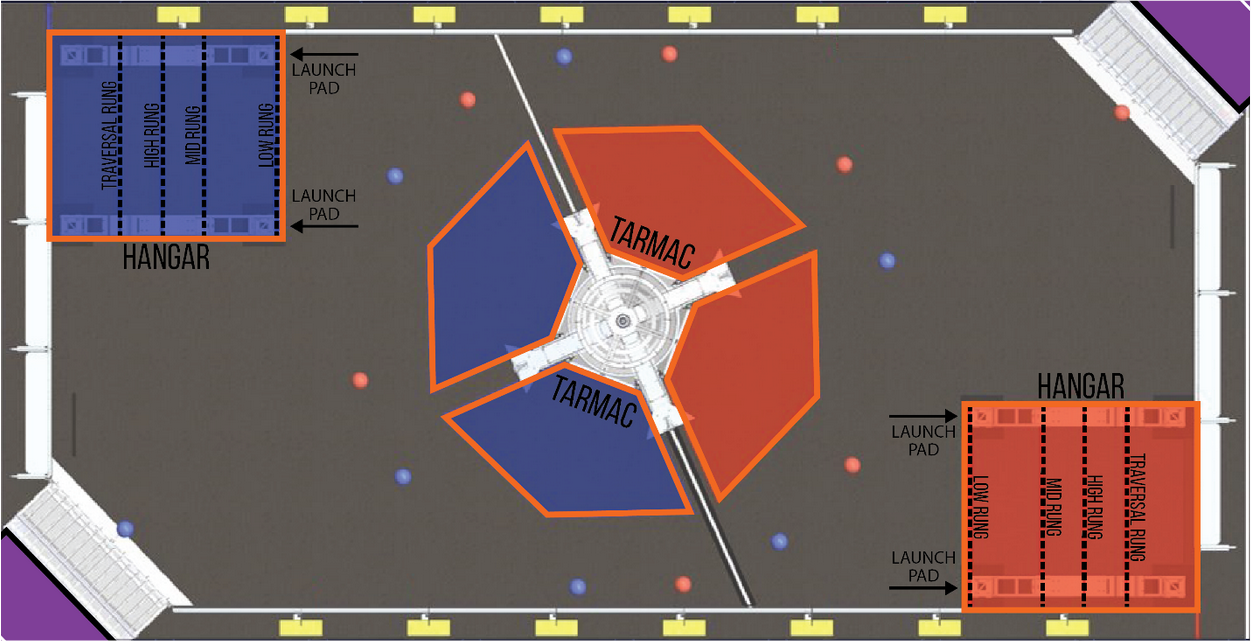 LAUNCH
PAD
TRAVERSAL RUNG
HIGH RUNG
MID RUNG
LOW RUNG
LAUNCH
PAD
HANGAR
TARMAC
TARMAC
HANGAR
LAUNCH
PAD
LOW RUNG
MID RUNG
HIGH RUNG
TRAVERSAL RUNG
LAUNCH
PAD